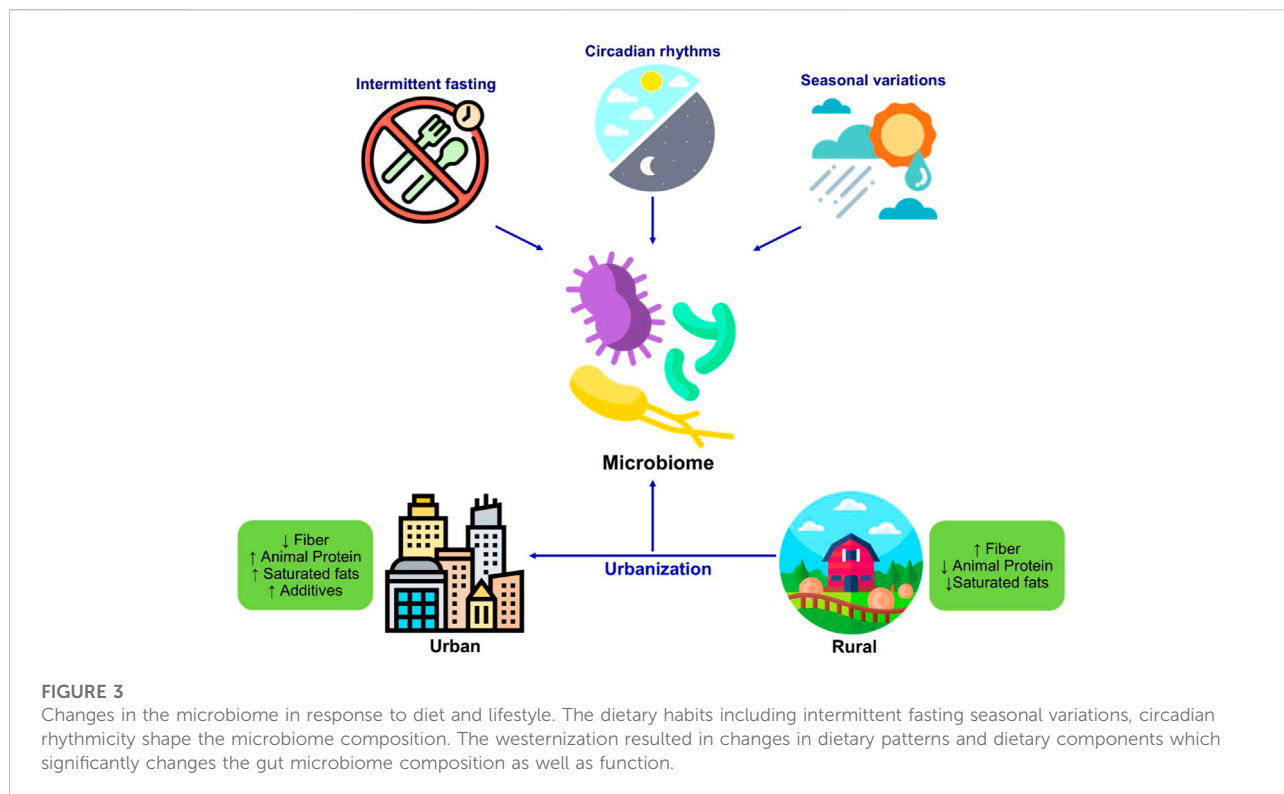 Circadian rhythms
Intermittent fasting
Seasonal variations
Microbiome
↓ Fiber
↑ Animal Protein
↑ Saturated fats
↑ Additives
Urbanization
↑ Fiber
↓ Animal Protein
↓Saturated fats
Urban
Rural
FIGURE 3
Changes in the microbiome in response to diet and lifestyle. The dietary habits including intermittent fasting seasonal variations, circadian
rhythmicity shape the microbiome composition. The westernization resulted in changes in dietary patterns and dietary components which
significantly changes the gut microbiome composition as well as function.